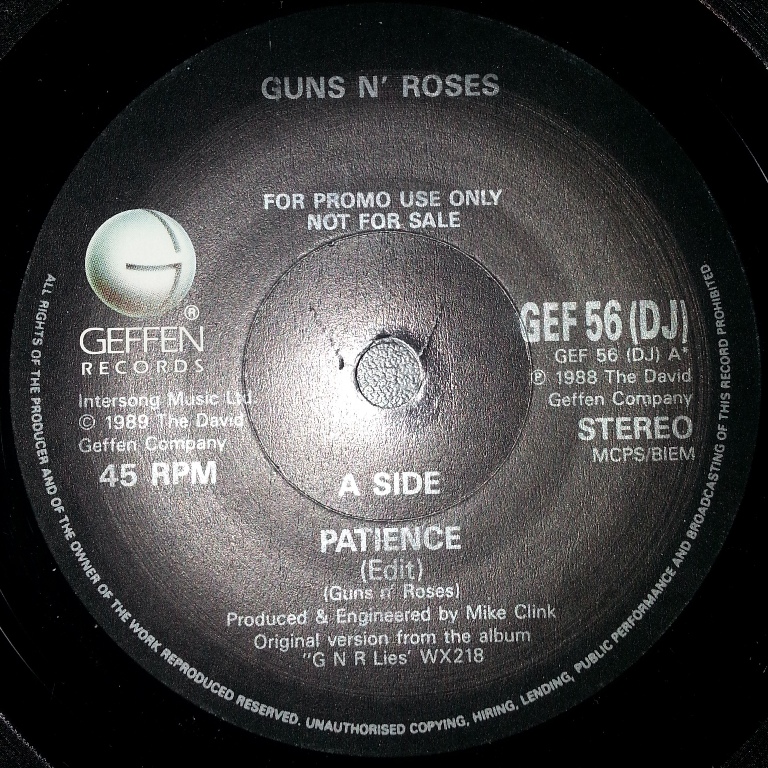 GUNS N' ROSES
FOR PROMO USE ONLY
NOT FOR SALE
®
GEFFEN
RECORDS
Intersong Music Ltd.
© 1989 The David
Geffen Company
45 RPM
GEF 56 (DJ)
GEF 56 (DJ) A*
℗ 1988 The David
Geffen Company
STEREO
MCPS/BIEM
A SIDE
PATIENCE
(Edit)
(Guns n' Roses)
Produced & Engineered by Mike Clink
Original version from the album
"G N R Lies' WX218
ALL RIGHTS OF THE PRODUCER AND OF THE OWNER OF THE WORK REPRODUCED RESERVED. UNAUTHORISED COPYING, HIRING, LENDING, PUBLIC PERFORMANCE AND BROADCASTING OF THIS RECORD PROHIBITED